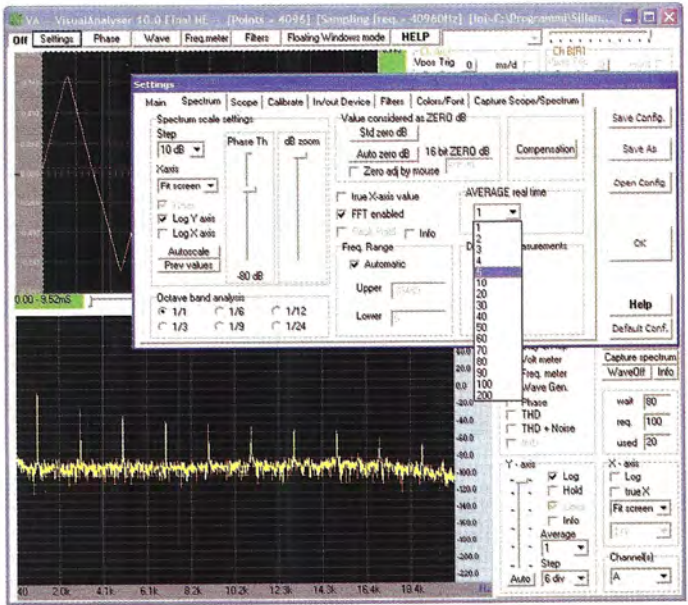 VA - VisualAnalyser 10.0 Final HE - [Points - 4096] [Sampling freq. - 40960Hz]
Off Settings Phase Wave Freq.meter Filters Floating Windows mode HELP
Ch B(R)
Vpos Trig 0 ms/d
Settings
Main Spectrum Scope Calibrate In/out Device Filters Colors/Font Capture Scope/Spectrum
Spectrum scale settings
Step
10 dB
Phase Th
dB zoom
Xaxis
Fit screen
Log Y axis
Log X axis
Autoscale
Prev values
-80 dB
Octave band analysis
1/1 1/6 1/12
1/3 1/9 1/24
Value considered as ZERO dB
Std zero dB
Auto zero dB 16 bit ZERO dB
Zero adj by mouse
Compensation
true X-axis value
FFT enabled
Info
Freq. Range
Automatic
Upper
Lower
AVERAGE real time
1
1
2
3
4
5
10
20
30
40
50
60
70
80
90
100
200
Save Config.
Save As
Open Config
OK
Help
Default Conf.
0.00 - 9.52mS
0.0
-20.0
-40.0
-60.0
-80.0
-100.0
-120.0
-140.0
-160.0
-180.0
-200.0
-220.0
40 2.0k 4.1k 6.1k 8.2k 10.2k 12.3k 14.3k 16.4k 18.4k Hz
Volt meter
Freq. meter
Wave Gen.
Phase
THD
THD + Noise
Capture spectrum
WaveOff Info
wait 80
req. 100
used 20
Y - axis
Log
Hold
Info
Average
1
Step
Auto 6 div
X - axis
Log
true X
Fit screen
Channel(s)
A